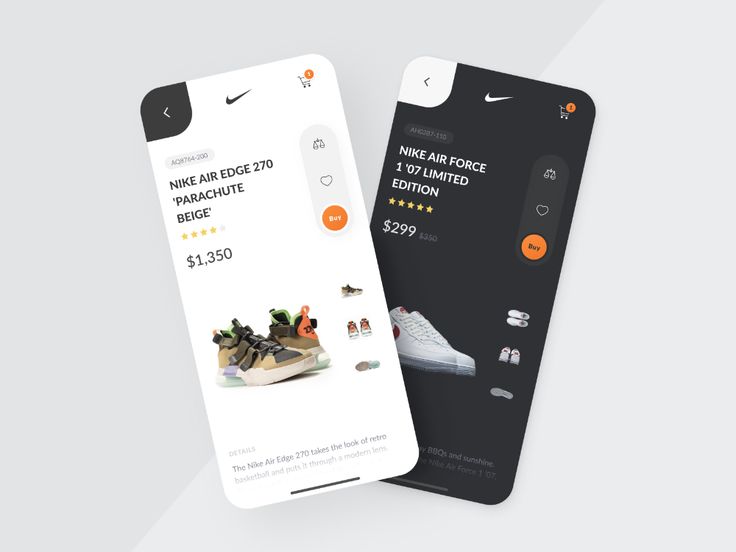 1
AQ8764-200
NIKE AIR EDGE 270
'PARACHUTE
BEIGE'
Buy
$1,350
DETAILS
The Nike Air Edge 270 takes the look of retro
basketball and puts it through a modern lens.
1
AH0287-110
NIKE AIR FORCE
1 '07 LIMITED
EDITION
Buy
$299 $350
BBQs and sunshine.
the Nike Air Force 1 '07,